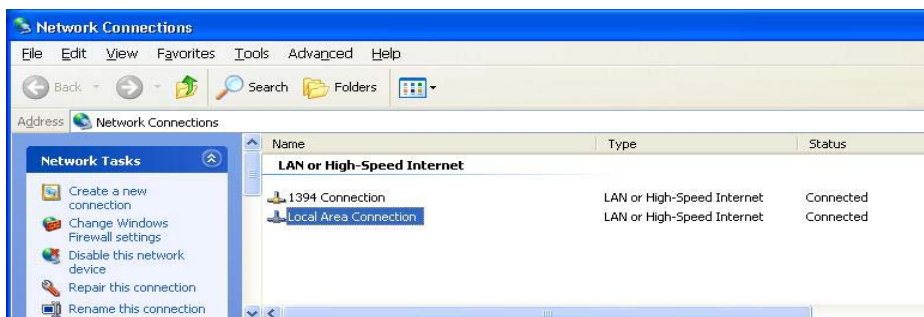 Network Connections
File Edit View Favorites Tools Advanced Help
Back Search Folders
Address Network Connections
Network Tasks
Create a new
connection
Change Windows
Firewall settings
Disable this network
device
Repair this connection
Rename this connection
Name Type Status
LAN or High-Speed Internet
1394 Connection LAN or High-Speed Internet Connected
Local Area Connection LAN or High-Speed Internet Connected